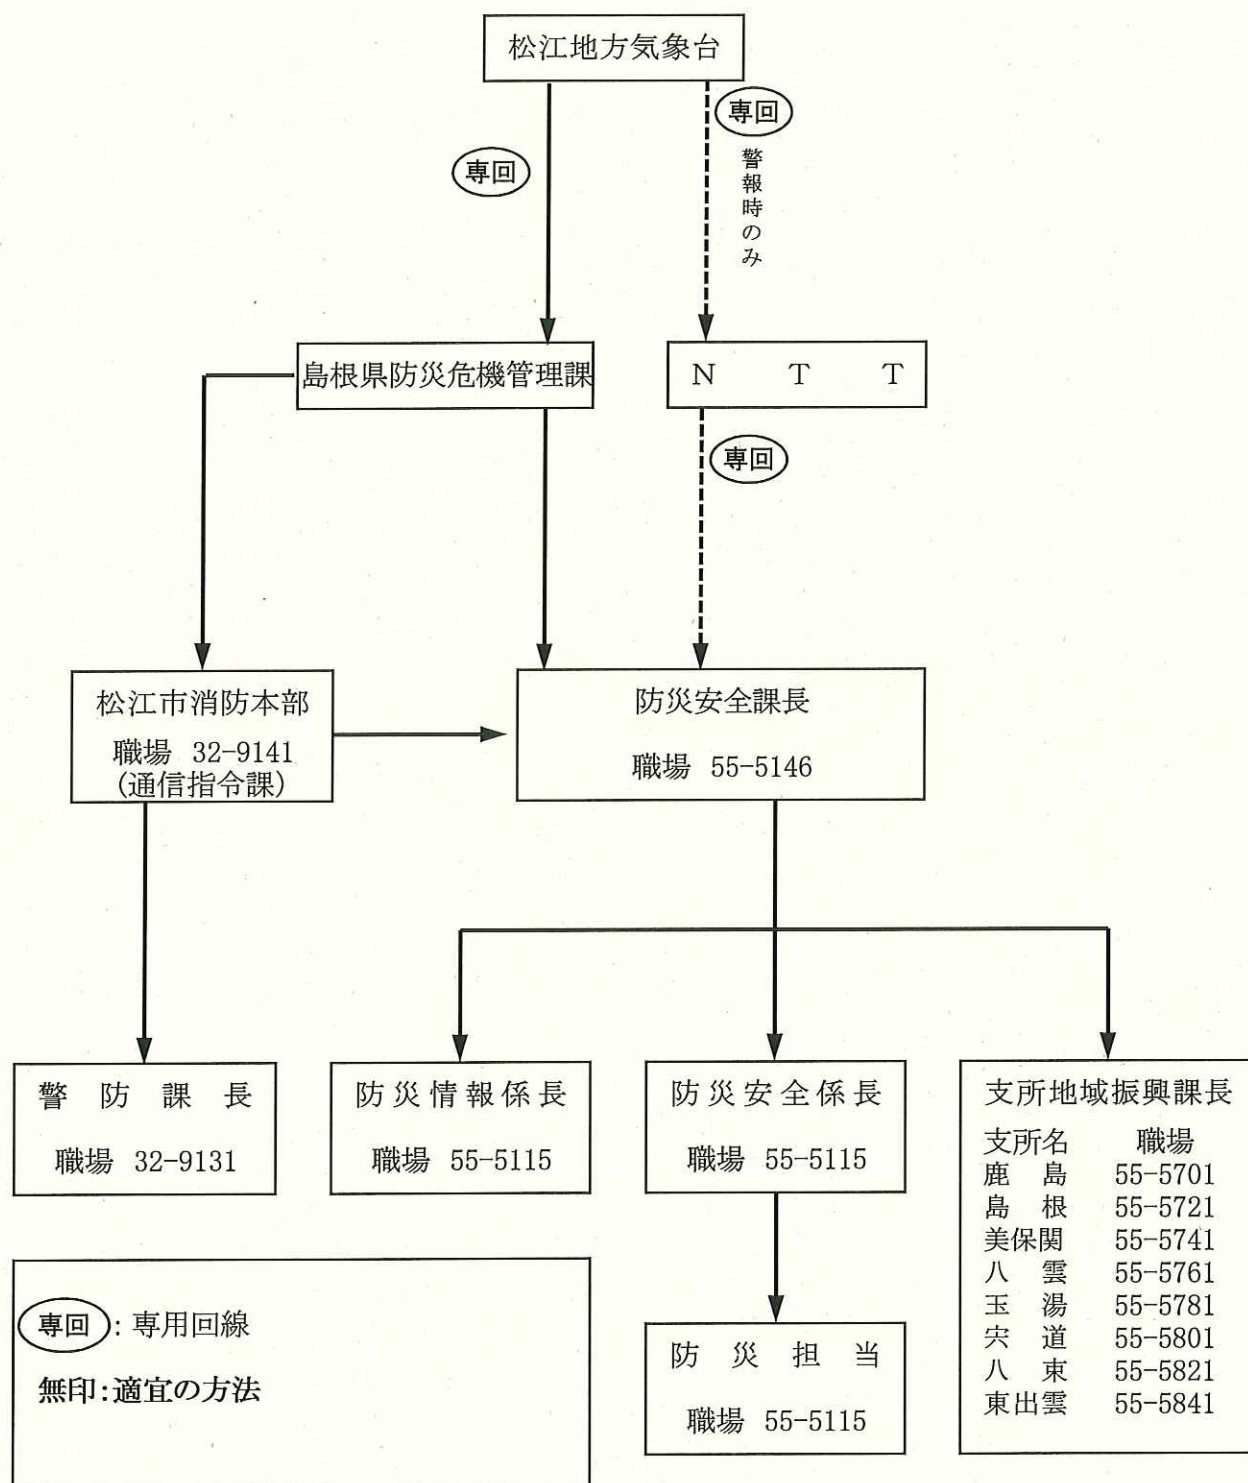 松江地方気象台
専回
専回
警報時のみ
島根県防災危機管理課
N T T
専回
松江市消防本部
職場 32-9141
(通信指令課)
防災安全課長
職場 55-5146
警防課長
職場 32-9131
防災情報係長
職場 55-5115
防災安全係長
職場 55-5115
支所地域振興課長
支所名 職場
鹿島 55-5701
島根 55-5721
美保関 55-5741
八雲 55-5761
玉湯 55-5781
宍道 55-5801
八束 55-5821
東出雲 55-5841
専回:専用回線
無印:適宜の方法
防災担当
職場 55-5115